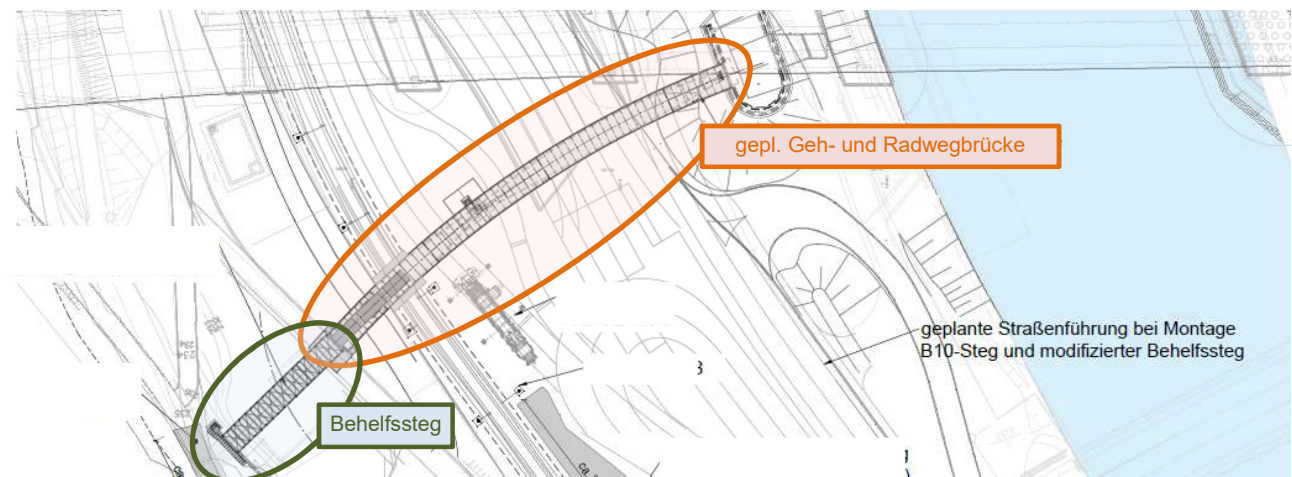 gepl. Geh- und Radwegbrücke
geplante Straßenführung bei Montage
B10-Steg und modifizierter Behelfssteg
Behelfssteg